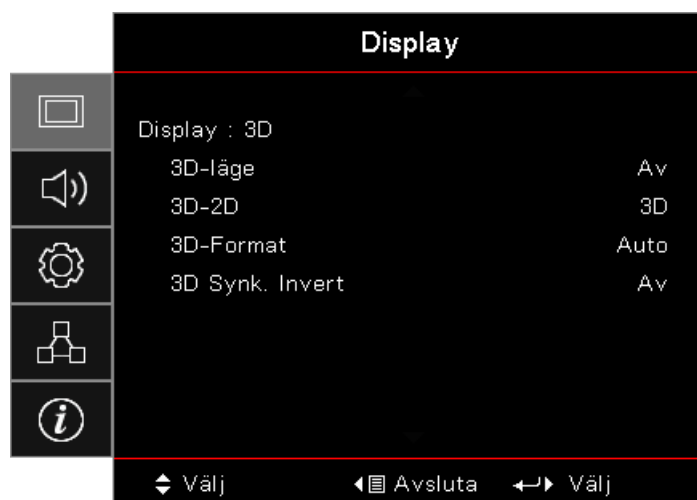 Display
Display : 3D
3D-läge Av
3D-2D 3D
3D-Format Auto
3D Synk. Invert Av
Välj Avsluta Välj